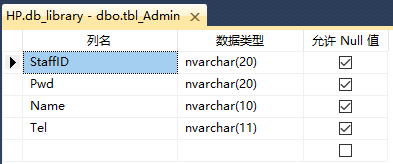 HP.db_library - dbo.tbl_Admin
列名 数据类型 允许 Null 值
StaffID nvarchar(20)
Pwd nvarchar(20)
Name nvarchar(10)
Tel nvarchar(11)